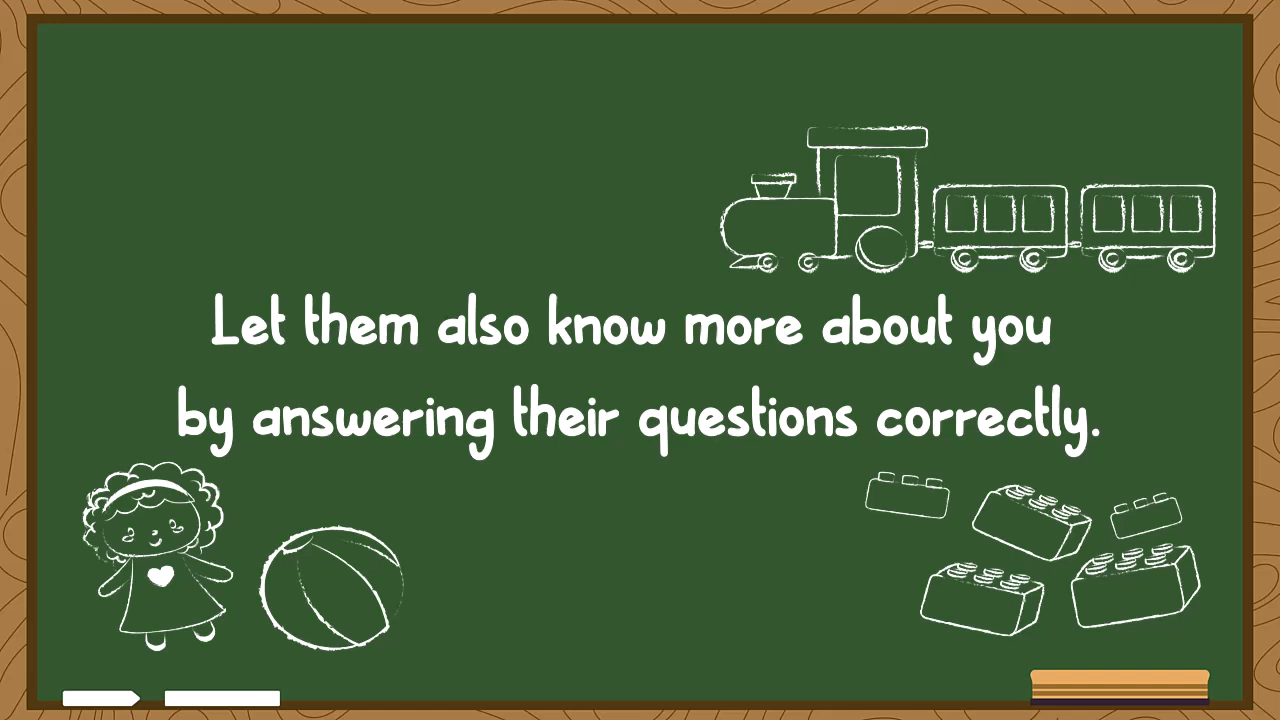 Let them also know more about you
by answering their questions correctly.